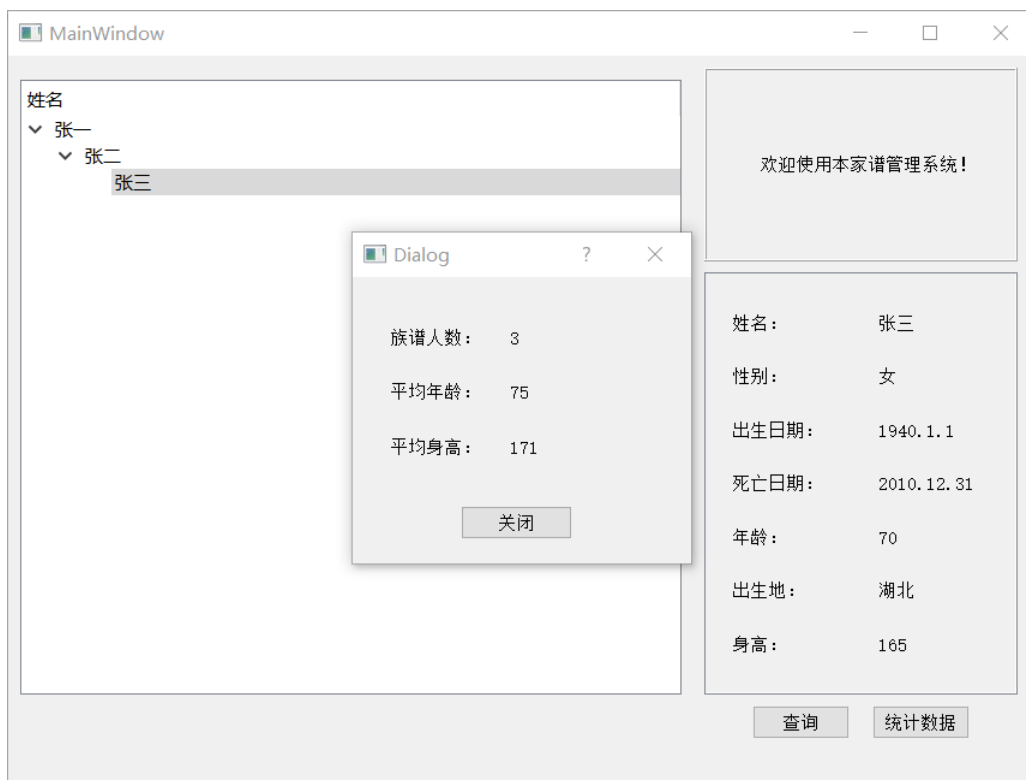 MainWindow
姓名
张一
张二
张三
欢迎使用本家谱管理系统!
Dialog
?
族谱人数: 3
平均年龄: 75
平均身高: 171
关闭
姓名: 张三
性别: 女
出生日期: 1940.1.1
死亡日期: 2010.12.31
年龄: 70
出生地: 湖北
身高: 165
查询 统计数据